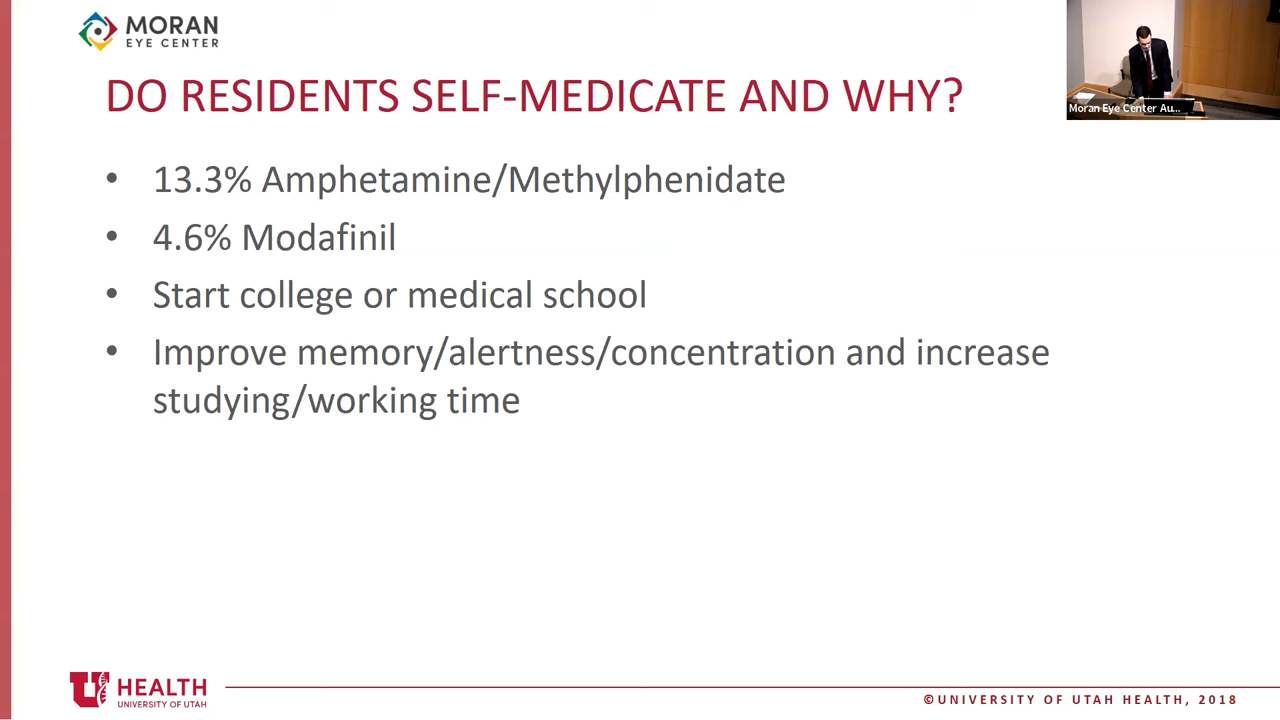 MORAN
EYE CENTER
DO RESIDENTS SELF-MEDICATE AND WHY?
Moran Eye Center Au...
• 13.3% Amphetamine/Methylphenidate
• 4.6% Modafinil
• Start college or medical school
• Improve memory/alertness/concentration and increase
studying/working time
U HEALTH
UNIVERSITY OF UTAH
©UNIVERSITY OF UTAH HEALTH, 2018